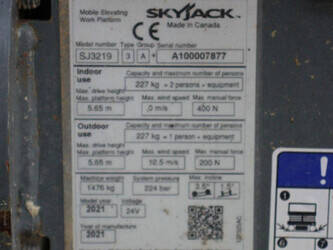 Mobile Elevating
Work Platform
SKYJACK
CE
Made in Canada
Model number Type Group Serial number
SJ3219 3 A A100007877
Indoor
use
Capacity and maximum number of persons
227 kg = 2 persons + equipment
Max. drive height
Max. platform height Max. wind speed Max. manual force
5.65 m 0 m/s 400 N
Outdoor
use
Capacity and maximum number of persons
227 kg = 1 person + equipment
Max. drive height
Max. platform height Max. wind speed Max. manual force
5.65 m 12.5 m/s 200 N
Machine weight System pressure Max. incline
1476 kg 224 bar 1.5° 3.5°
Model year Voltage
2021 24V
Manufacture year
2021